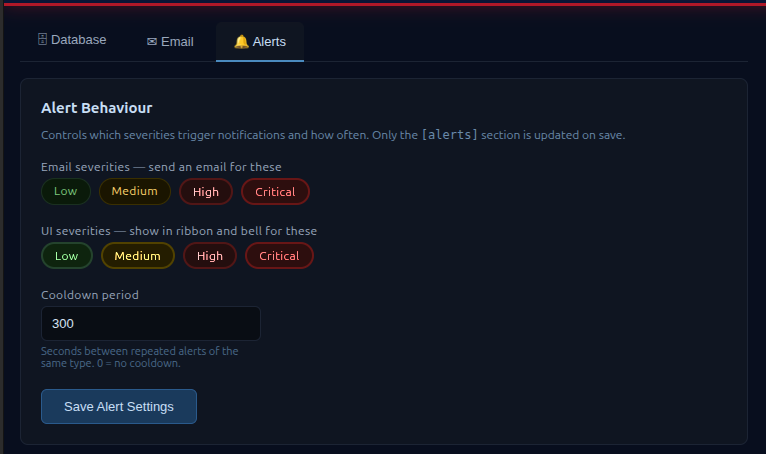 Database
Email
Alerts
Alert Behaviour
Controls which severities trigger notifications and how often. Only the [alerts] section is updated on save.
Email severities — send an email for these
Low Medium High Critical
UI severities — show in ribbon and bell for these
Low Medium High Critical
Cooldown period
300
Seconds between repeated alerts of the
same type. 0 = no cooldown.
Save Alert Settings